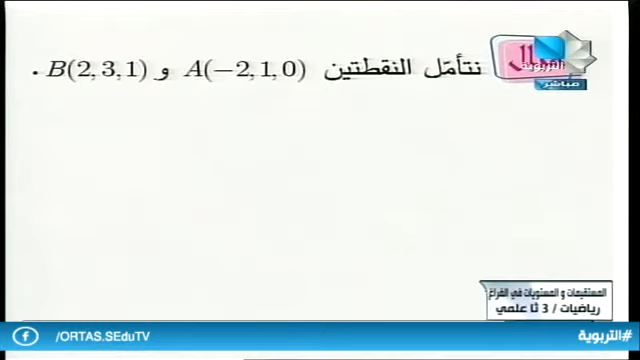 نتأمّل النقطتين A(−2,1,0) و B(2,3,1) .
التربوية
مباشر
المستقيمات و المستويات في الفراغ
رياضيات / 3 ثا علمي
/ORTAS.SEduTV
#التربوية